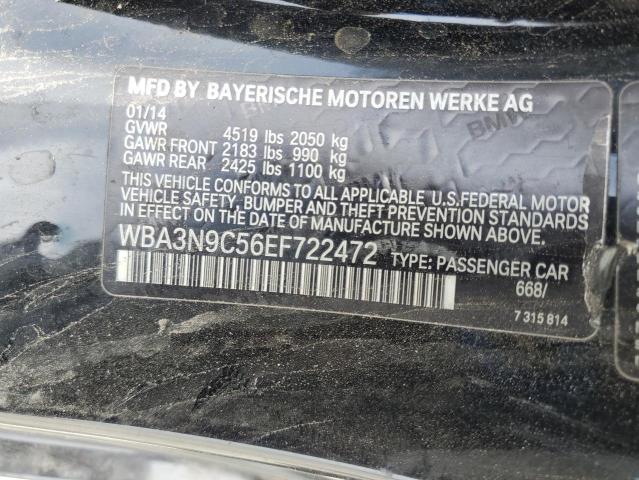 MFD BY BAYERISCHE MOTOREN WERKE AG
01/14
GVWR 4519 lbs 2050 kg
GAWR FRONT 2183 lbs 990 kg
GAWR REAR 2425 lbs 1100 kg
THIS VEHICLE CONFORMS TO ALL APPLICABLE U.S.FEDERAL MOTOR
VEHICLE SAFETY, BUMPER AND THEFT PREVENTION STANDARDS
IN EFFECT ON THE DATE OF MANUFACTURE.
WBA3N9C56EF722472 TYPE: PASSENGER CAR
668/
7 315 814